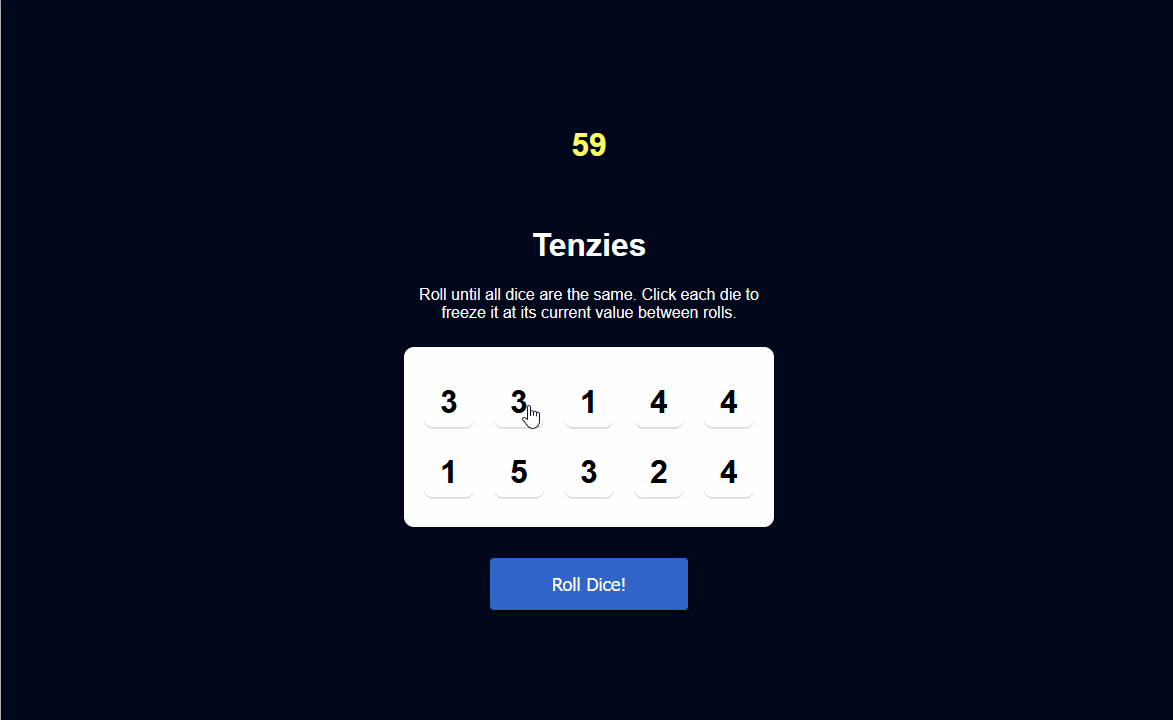 59
Tenzies
Roll until all dice are the same. Click each die to
freeze it at its current value between rolls.
3 3 1 4 4
1 5 3 2 4
Roll Dice!